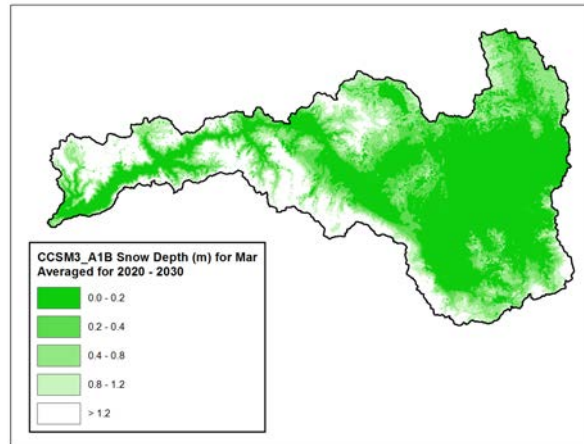 CCSM3_A1B Snow Depth (m) for Mar
Averaged for 2020 - 2030
0.0 - 0.2
0.2 - 0.4
0.4 - 0.8
0.8 - 1.2
> 1.2